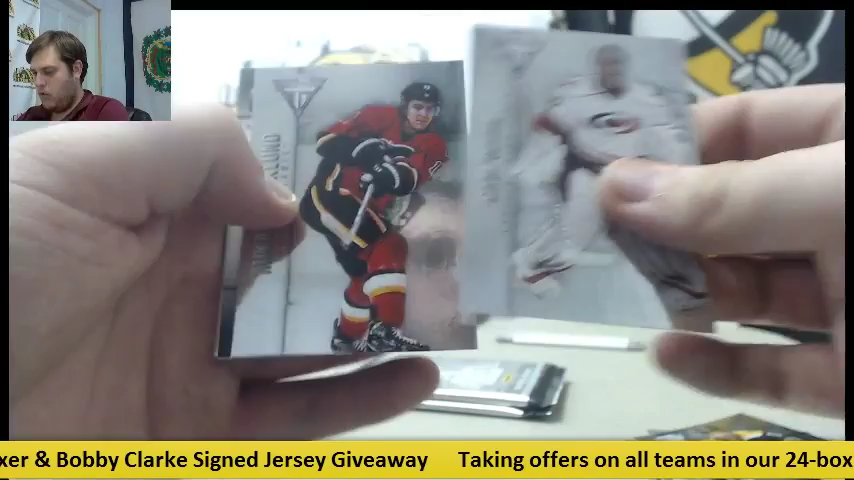 xer & Bobby Clarke Signed Jersey Giveaway Taking offers on all teams in our 24-box